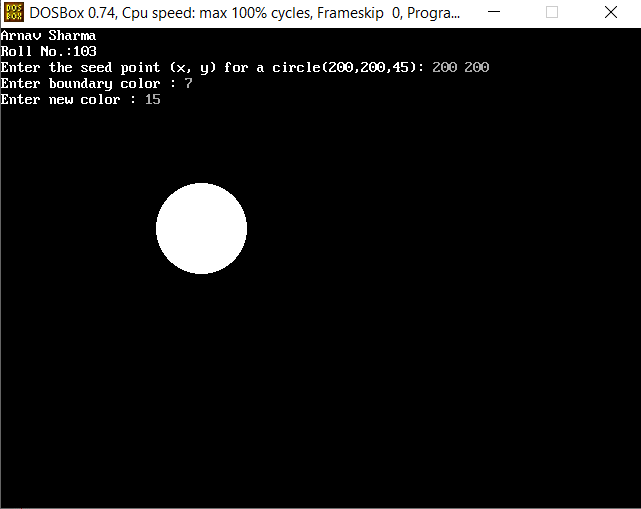 DOS
BOX
DOSBox 0.74, Cpu speed: max 100% cycles, Frameskip 0, Progra...
Arnav Sharma
Roll No.:103
Enter the seed point (x, y) for a circle(200,200,45): 200 200
Enter boundary color : 7
Enter new color : 15